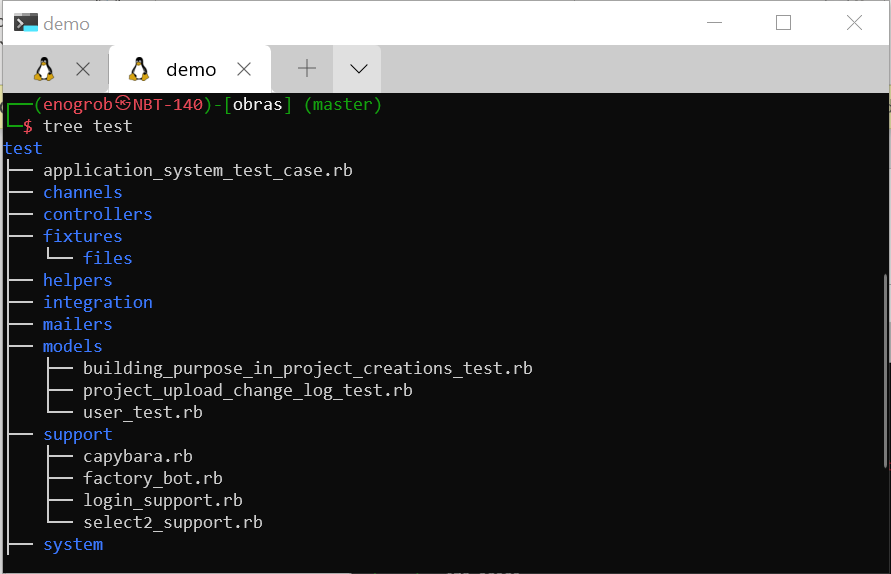 demo
demo
┌──(enogrob㉿NBT-140)-[obras] (master)
└─$ tree test
test
├── application_system_test_case.rb
├── channels
├── controllers
├── fixtures
│   └── files
├── helpers
├── integration
├── mailers
├── models
│   ├── building_purpose_in_project_creations_test.rb
│   ├── project_upload_change_log_test.rb
│   └── user_test.rb
├── support
│   ├── capybara.rb
│   ├── factory_bot.rb
│   ├── login_support.rb
│   └── select2_support.rb
├── system